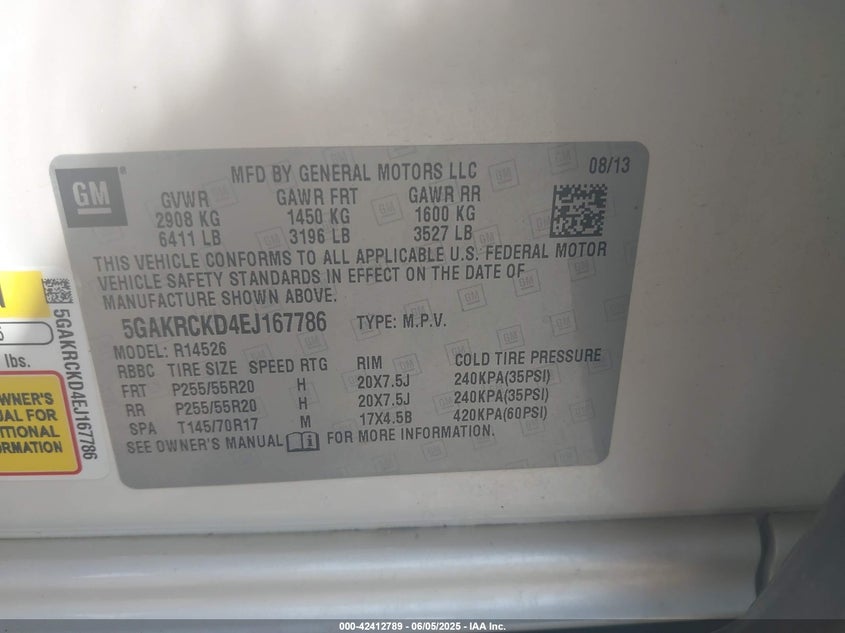 GM
MFD BY GENERAL MOTORS LLC 08/13
GVWR GAWR FRT GAWR RR
2908 KG 1450 KG 1600 KG
6411 LB 3196 LB 3527 LB
THIS VEHICLE CONFORMS TO ALL APPLICABLE U.S. FEDERAL MOTOR
VEHICLE SAFETY STANDARDS IN EFFECT ON THE DATE OF
MANUFACTURE SHOWN ABOVE.
5GAKRCKD4EJ167786 TYPE: M.P.V.
MODEL: R14526
RBBC TIRE SIZE SPEED RTG RIM COLD TIRE PRESSURE
FRT P255/55R20 H 20X7.5J 240KPA(35PSI)
RR P255/55R20 H 20X7.5J 240KPA(35PSI)
SPA T145/70R17 M 17X4.5B 420KPA(60PSI)
SEE OWNER'S MANUAL FOR MORE INFORMATION.
5GAKRCKD4EJ167786
lbs.
WNER'S
UAL FOR
ITIONAL
RMATION
000-42412789 - 06/05/2025 - IAA Inc.